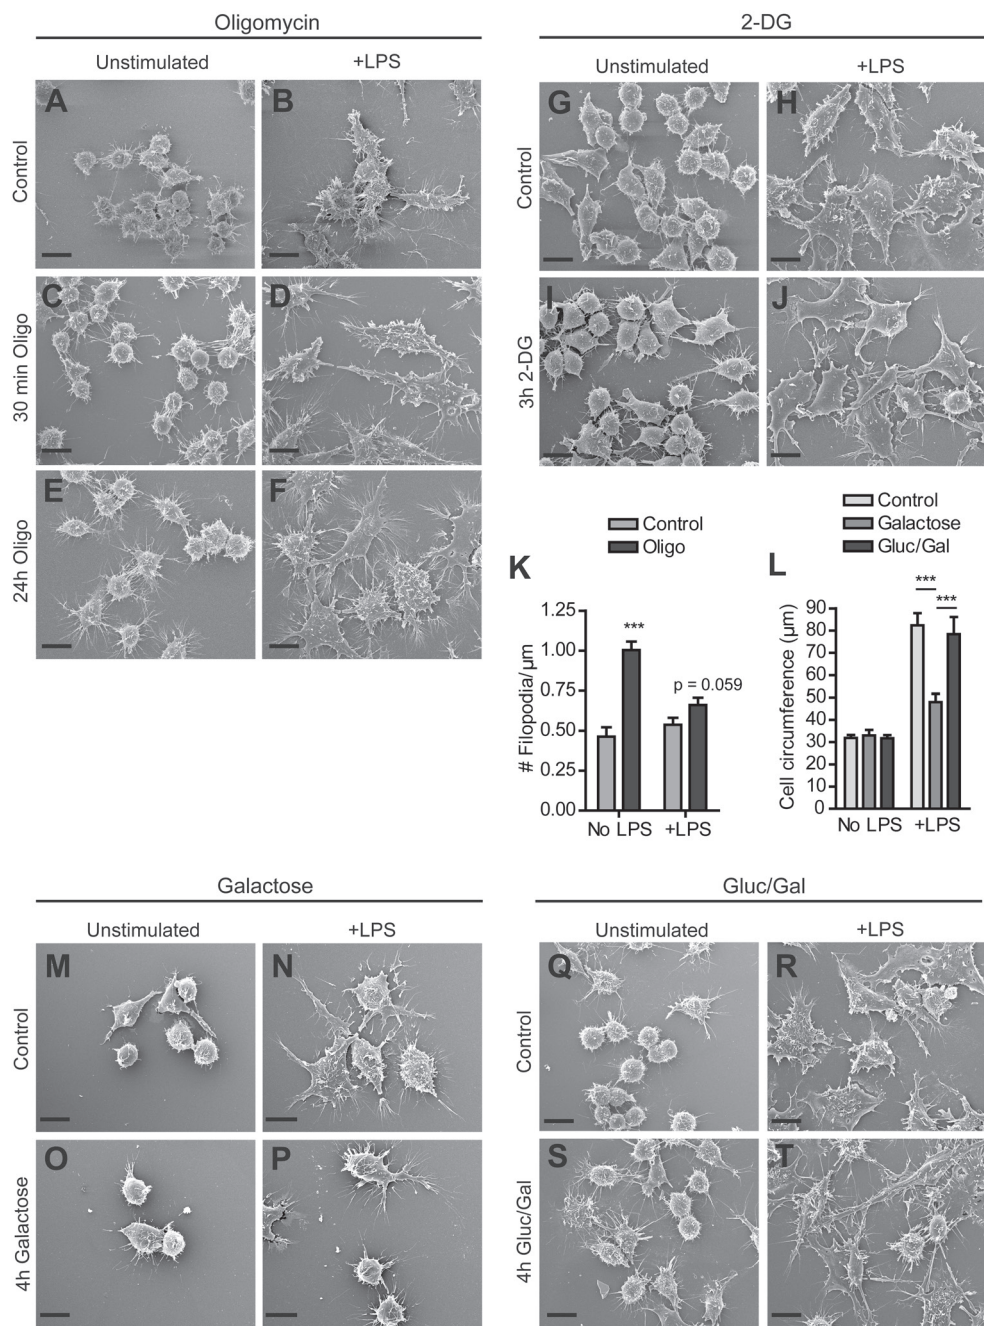 Oligomycin
Unstimulated +LPS
Control
A B
30 min Oligo
C D
24h Oligo
E F
2-DG
Unstimulated +LPS
Control
G H
3h 2-DG
I J
K
Control
Oligo
# Filopodia/µm
1.25
1.00
0.75
0.50
0.25
0.00
***
p = 0.059
No LPS +LPS
L
Control
Galactose
Gluc/Gal
Cell circumference (µm)
90
80
70
60
50
40
30
20
10
0
***
***
No LPS +LPS
Galactose
Unstimulated +LPS
Control
M N
4h Galactose
O P
Gluc/Gal
Unstimulated +LPS
Control
Q R
4h Gluc/Gal
S T